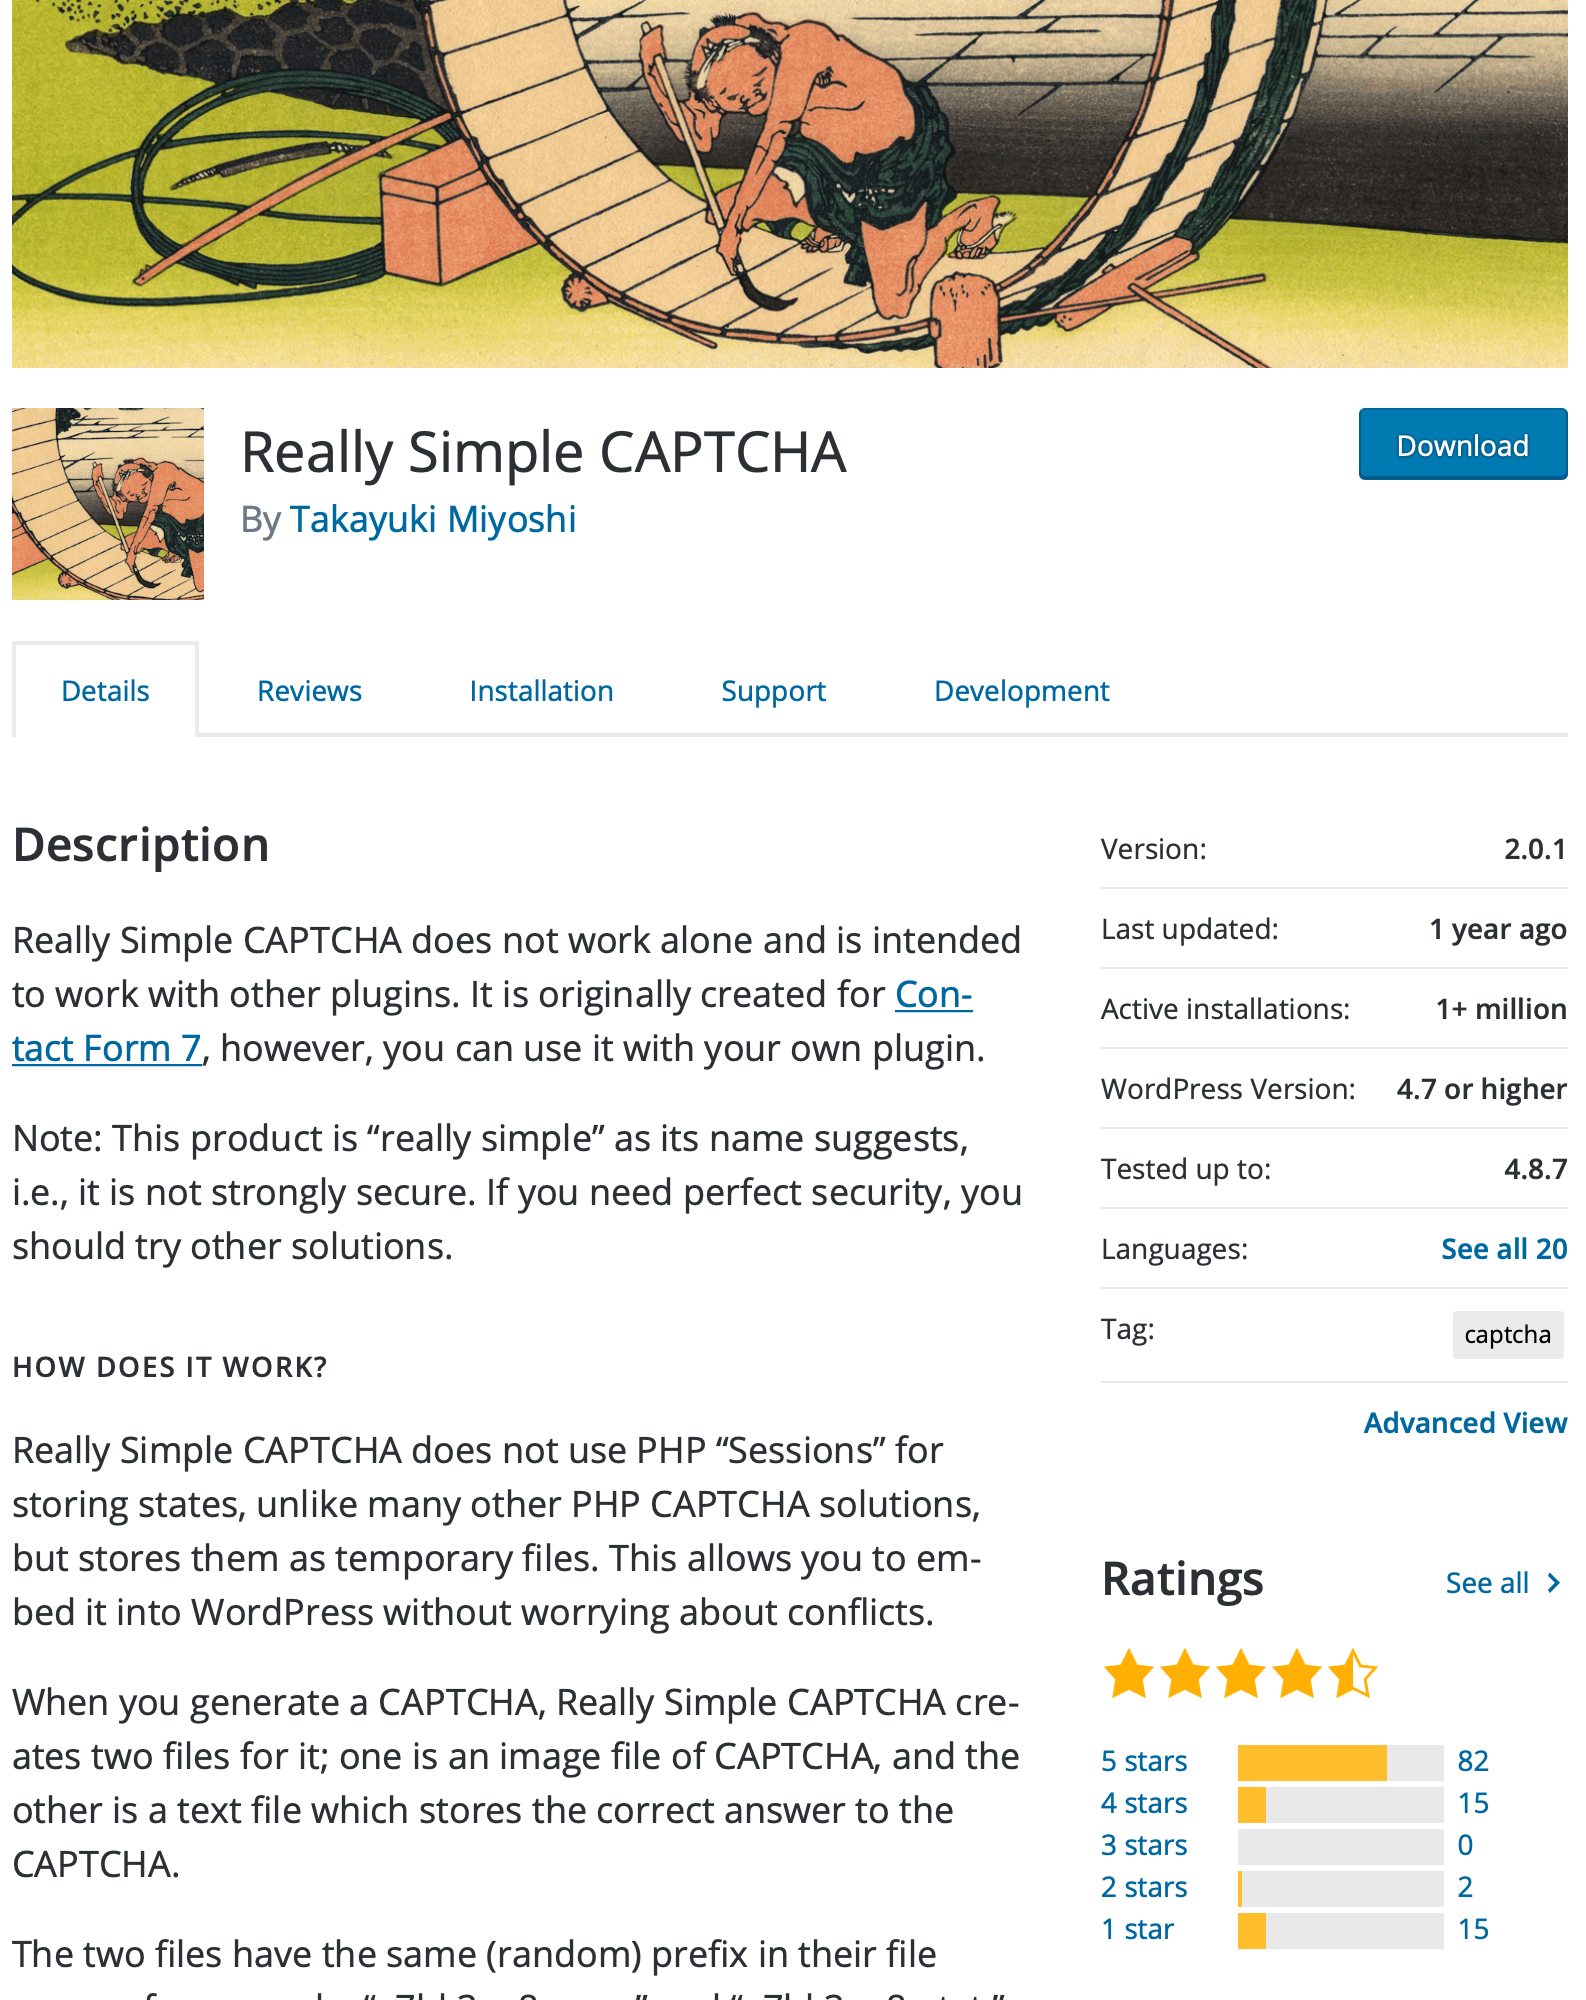 Really Simple CAPTCHA
By Takayuki Miyoshi
Download
Details
Reviews
Installation
Support
Development
Description
Really Simple CAPTCHA does not work alone and is intended
to work with other plugins. It is originally created for Con-
tact Form 7, however, you can use it with your own plugin.
Note: This product is “really simple” as its name suggests,
i.e., it is not strongly secure. If you need perfect security, you
should try other solutions.
HOW DOES IT WORK?
Really Simple CAPTCHA does not use PHP “Sessions” for
storing states, unlike many other PHP CAPTCHA solutions,
but stores them as temporary files. This allows you to em-
bed it into WordPress without worrying about conflicts.
When you generate a CAPTCHA, Really Simple CAPTCHA cre-
ates two files for it; one is an image file of CAPTCHA, and the
other is a text file which stores the correct answer to the
CAPTCHA.
The two files have the same (random) prefix in their file
Version: 2.0.1
Last updated: 1 year ago
Active installations: 1+ million
WordPress Version: 4.7 or higher
Tested up to: 4.8.7
Languages: See all 20
Tag: captcha
Advanced View
Ratings
See all
5 stars 82
4 stars 15
3 stars 0
2 stars 2
1 star 15